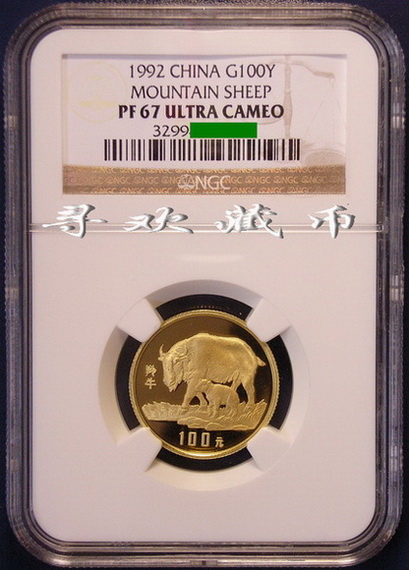 1992 CHINA G100Y
MOUNTAIN SHEEP
PF 67 ULTRA CAMEO
3299
NGC
寻欢藏币
羚牛
100元